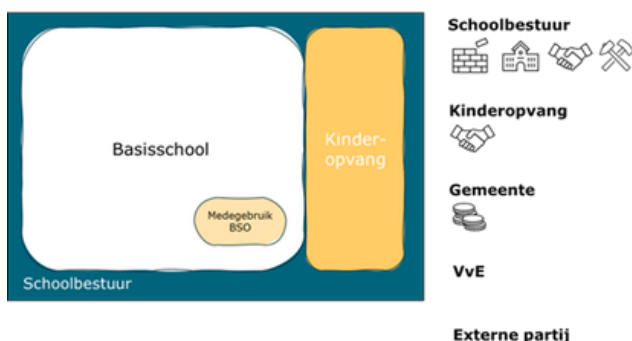 Basisschool
Kinder-
opvang
Medegebruik
BSO
Schoolbestuur
Schoolbestuur
Kinderopvang
Gemeente
VvE
Externe partij